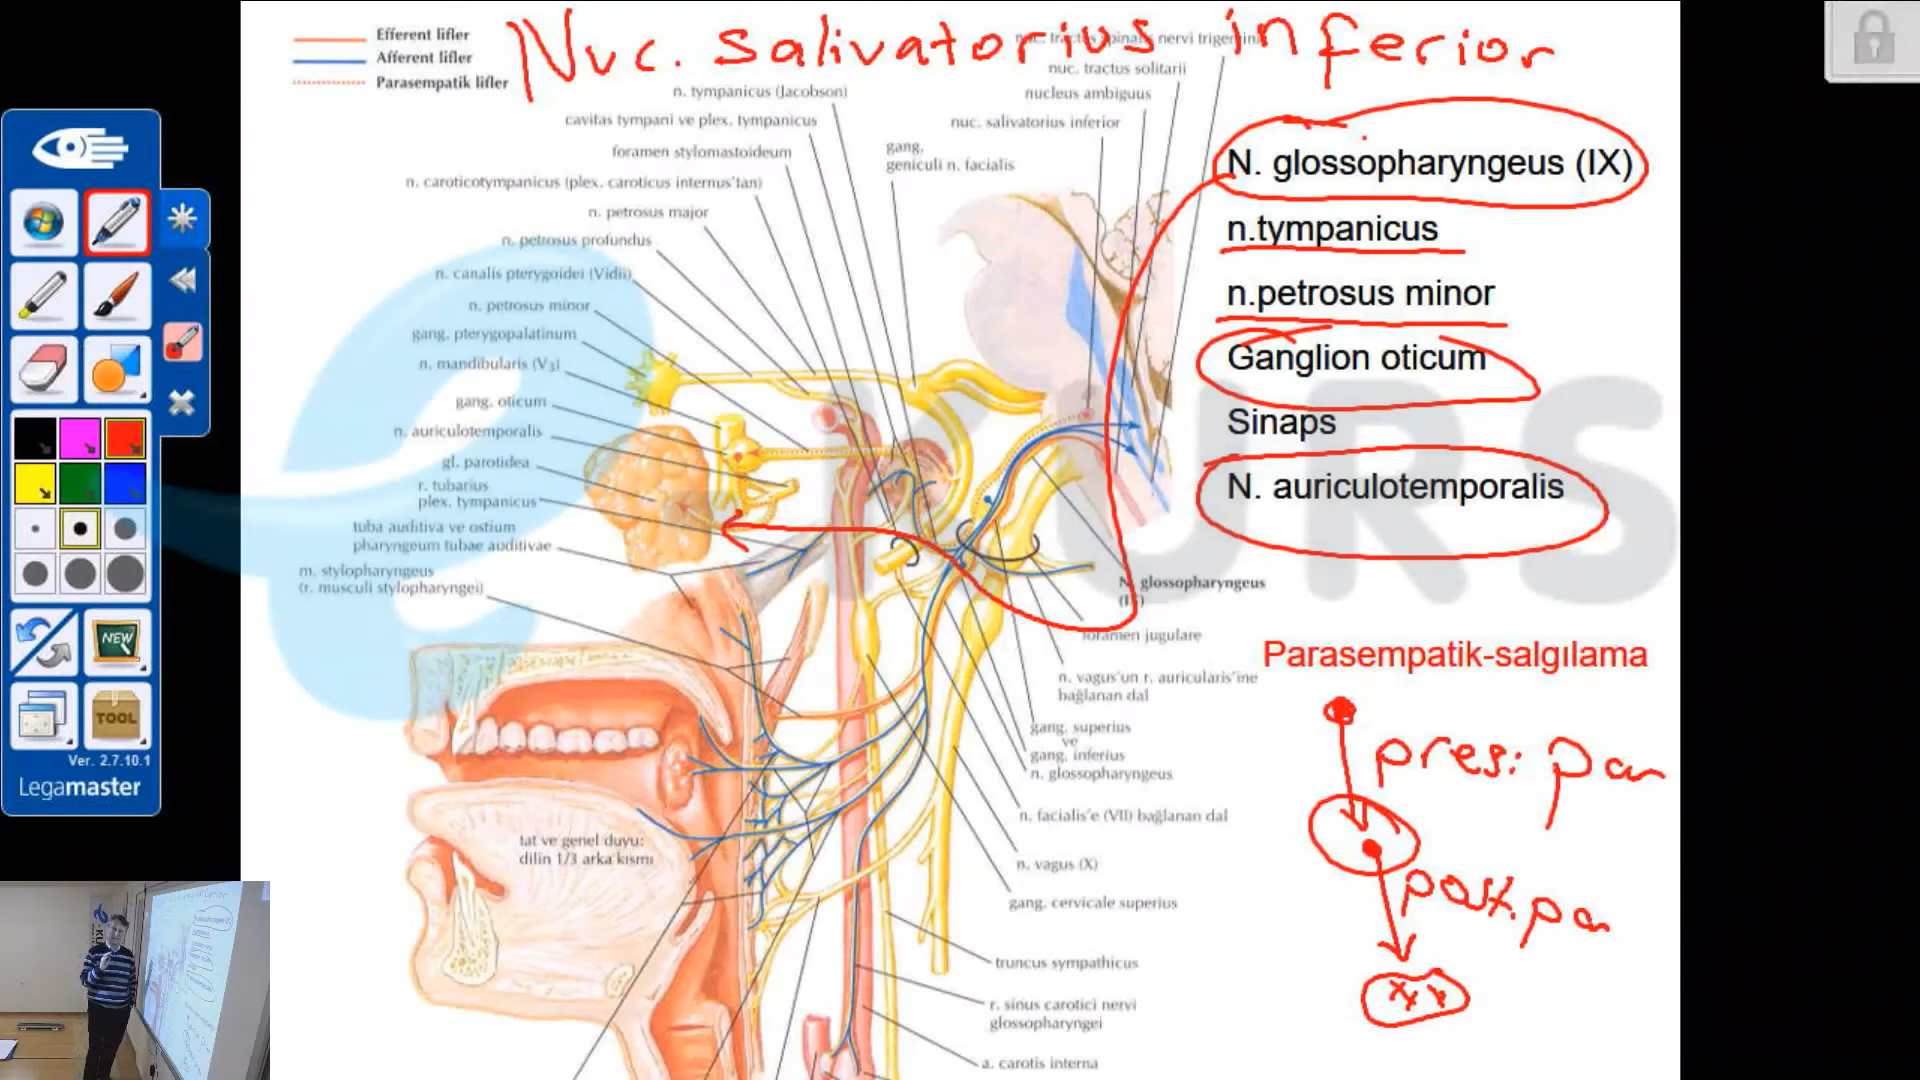 Efferent lifler
Afferent lifler
Parasempatik lifler
Nuc. salivatorius inferior
nuc. tractus spinalis nervi trigemini
nuc. tractus solitarii
n. tympanicus (Jacobson)
nucleus ambiguus
cavitas tympani ve plex. tympanicus
nuc. salivatorius inferior
foramen stylomastoideum
gang.
geniculi n. facialis
n. caroticotympanicus (plex. caroticus internus'tan)
n. petrosus major
n. petrosus profundus
n. canalis pterygoidei (Vidii)
n. petrosus minor
gang. pterygopalatinum
n. mandibularis (V3)
gang. oticum
n. auriculotemporalis
gl. parotidea
r. tubarius
plex. tympanicus
tuba auditiva ve ostium
pharyngeum tubae auditivae
m. stylopharyngeus
(r. musculi stylopharyngei)
N. glossopharyngeus (IX)
n.tympanicus
n.petrosus minor
Ganglion oticum
Sinaps
N. auriculotemporalis
N. glossopharyngeus
foramen jugulare
Parasempatik-salgılama
n. vagus'un r. auricularis'ine
bağlanan dal
gang. superius
ve
gang. inferius
n. glossopharyngeus
n. facialis'e (VII) bağlanan dal
n. vagus (X)
gang. cervicale superius
truncus sympathicus
r. sinus carotici nervi
glossopharyngei
a. carotis interna
tat ve genel duyu:
dilin 1/3 arka kısmı
pres: par
post. par
NEW
TOOL
Ver. 2.7.10.1
Legamaster